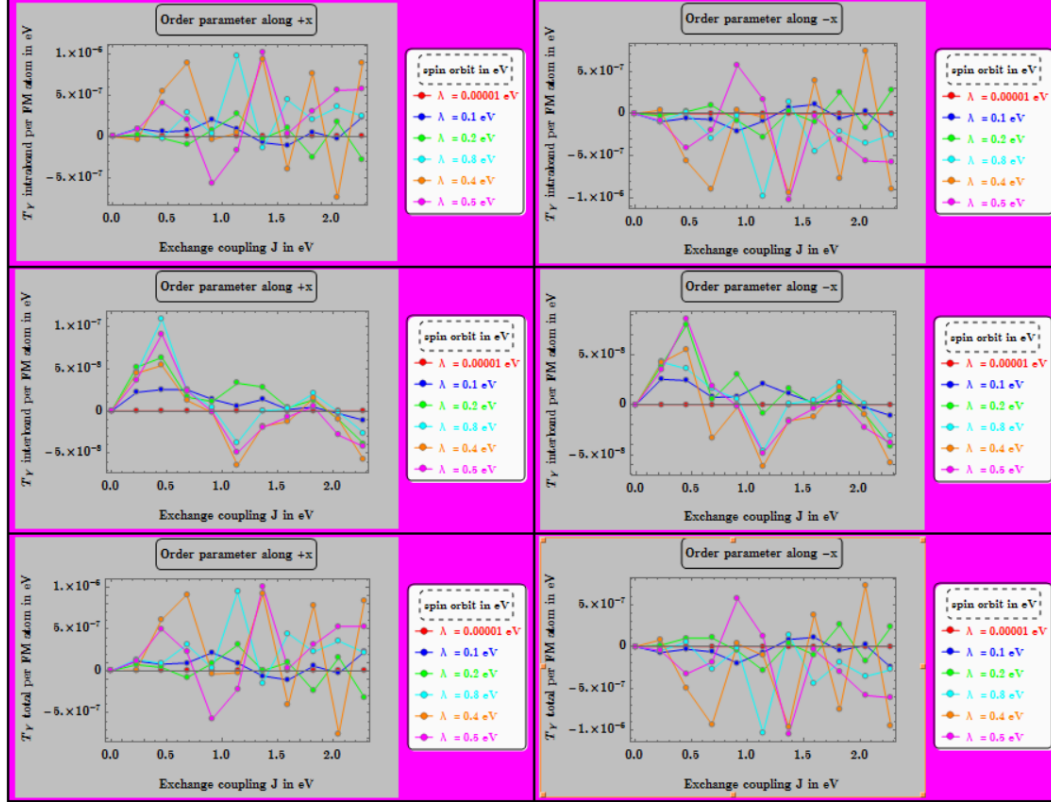 Order parameter along +x
T_γ intraband per FM atom in eV
1.×10⁻⁶
5.×10⁻⁷
0
-5.×10⁻⁷
0.0 0.5 1.0 1.5 2.0
Exchange coupling J in eV
spin orbit in eV
λ = 0.00001 eV
λ = 0.1 eV
λ = 0.2 eV
λ = 0.8 eV
λ = 0.4 eV
λ = 0.5 eV
Order parameter along -x
T_γ intraband per FM atom in eV
5.×10⁻⁷
0
-5.×10⁻⁷
-1.×10⁻⁶
0.0 0.5 1.0 1.5 2.0
Exchange coupling J in eV
spin orbit in eV
λ = 0.00001 eV
λ = 0.1 eV
λ = 0.2 eV
λ = 0.8 eV
λ = 0.4 eV
λ = 0.5 eV
Order parameter along +x
T_γ interband per FM atom in eV
1.×10⁻⁷
5.×10⁻⁸
0
-5.×10⁻⁸
0.0 0.5 1.0 1.5 2.0
Exchange coupling J in eV
spin orbit in eV
λ = 0.00001 eV
λ = 0.1 eV
λ = 0.2 eV
λ = 0.8 eV
λ = 0.4 eV
λ = 0.5 eV
Order parameter along -x
T_γ interband per FM atom in eV
5.×10⁻⁸
0
-5.×10⁻⁸
0.0 0.5 1.0 1.5 2.0
Exchange coupling J in eV
spin orbit in eV
λ = 0.00001 eV
λ = 0.1 eV
λ = 0.2 eV
λ = 0.8 eV
λ = 0.4 eV
λ = 0.5 eV
Order parameter along +x
T_γ total per FM atom in eV
1.×10⁻⁶
5.×10⁻⁷
0
-5.×10⁻⁷
0.0 0.5 1.0 1.5 2.0
Exchange coupling J in eV
spin orbit in eV
λ = 0.00001 eV
λ = 0.1 eV
λ = 0.2 eV
λ = 0.8 eV
λ = 0.4 eV
λ = 0.5 eV
Order parameter along -x
T_γ total per FM atom in eV
5.×10⁻⁷
0
-5.×10⁻⁷
-1.×10⁻⁶
0.0 0.5 1.0 1.5 2.0
Exchange coupling J in eV
spin orbit in eV
λ = 0.00001 eV
λ = 0.1 eV
λ = 0.2 eV
λ = 0.8 eV
λ = 0.4 eV
λ = 0.5 eV